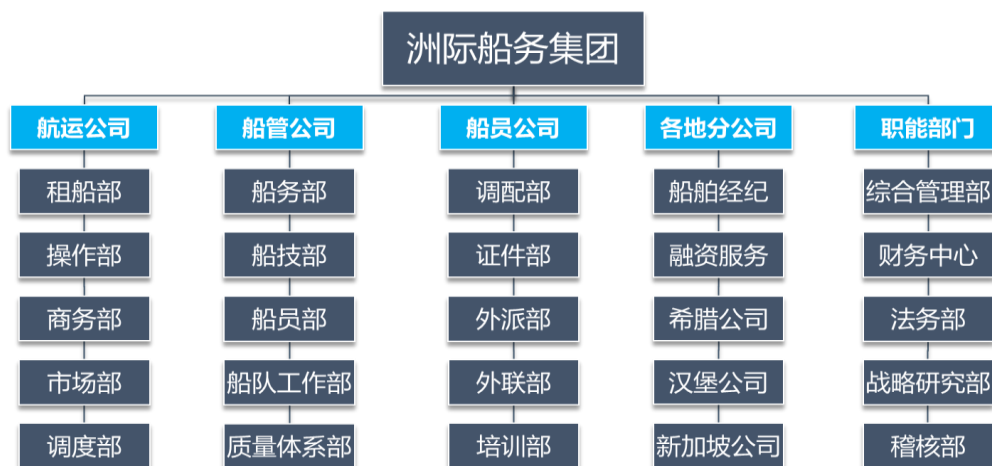 洲际船务集团
航运公司
船管公司
船员公司
各地分公司
职能部门
租船部
船务部
调配部
船舶经纪
综合管理部
操作部
船技部
证件部
融资服务
财务中心
商务部
船员部
外派部
希腊公司
法务部
市场部
船队工作部
外联部
汉堡公司
战略研究部
调度部
质量体系部
培训部
新加坡公司
稽核部